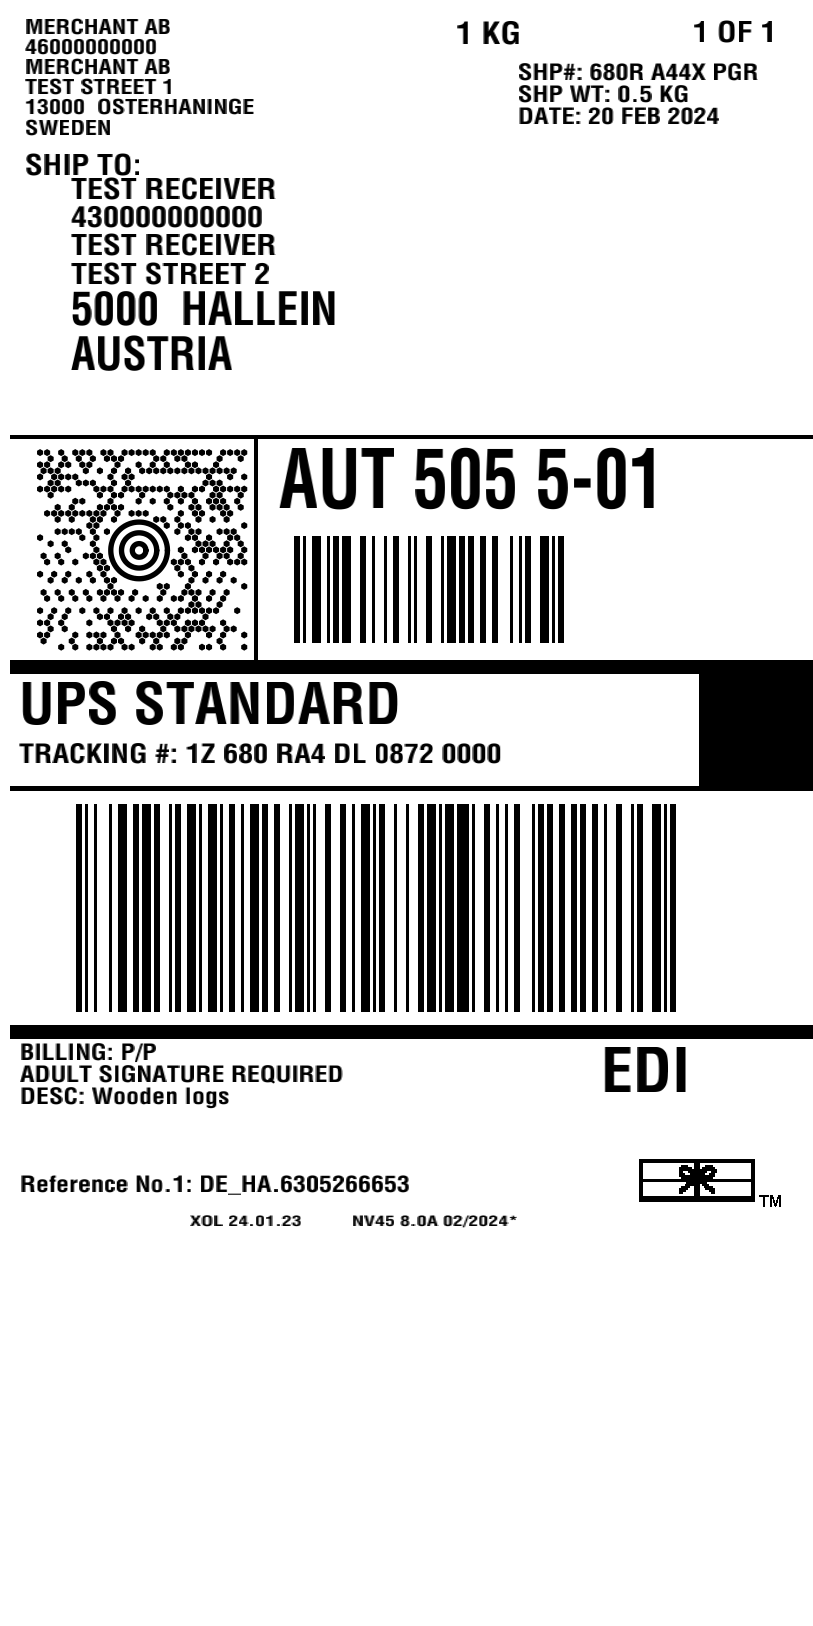 MERCHANT AB
46000000000
MERCHANT AB
TEST STREET 1
13000  OSTERHANINGE
SWEDEN
1 KG
1 OF 1
SHP#: 680R A44X PGR
SHP WT: 0.5 KG
DATE: 20 FEB 2024
SHIP TO:
TEST RECEIVER
430000000000
TEST RECEIVER
TEST STREET 2
5000  HALLEIN
AUSTRIA
AUT 505 5-01
UPS STANDARD
TRACKING #: 1Z 680 RA4 DL 0872 0000
BILLING: P/P
ADULT SIGNATURE REQUIRED
DESC: Wooden logs
EDI
Reference No.1: DE_HA.6305266653
TM
XOL 24.01.23 NV45 8.0A 02/2024*